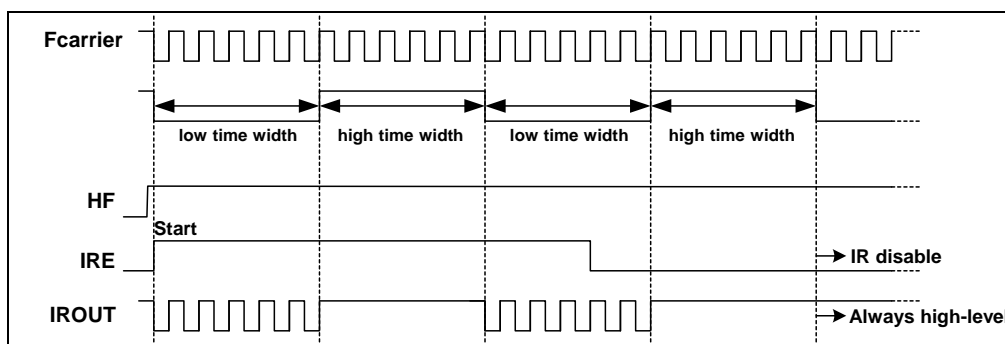 Fcarrier
low time width
high time width
low time width
high time width
HF
Start
IRE
IR disable
IROUT
Always high-level